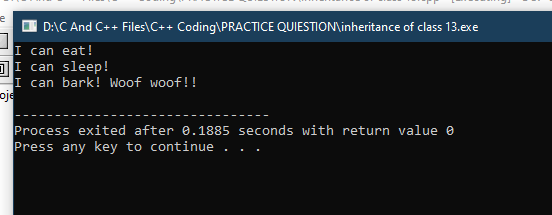 D:\C And C++ Files\C++ Coding\PRACTICE QUIESTION\inheritance of class 13.exe
I can eat!
I can sleep!
I can bark! Woof woof!!
--------------------------------
Process exited after 0.1885 seconds with return value 0
Press any key to continue . . .